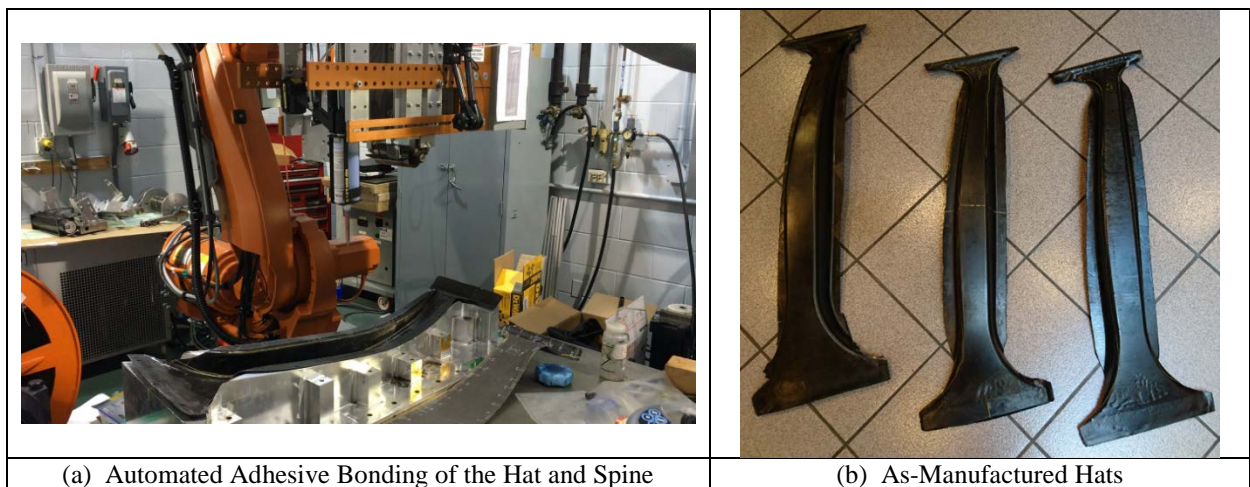 (a) Automated Adhesive Bonding of the Hat and Spine
(b) As-Manufactured Hats